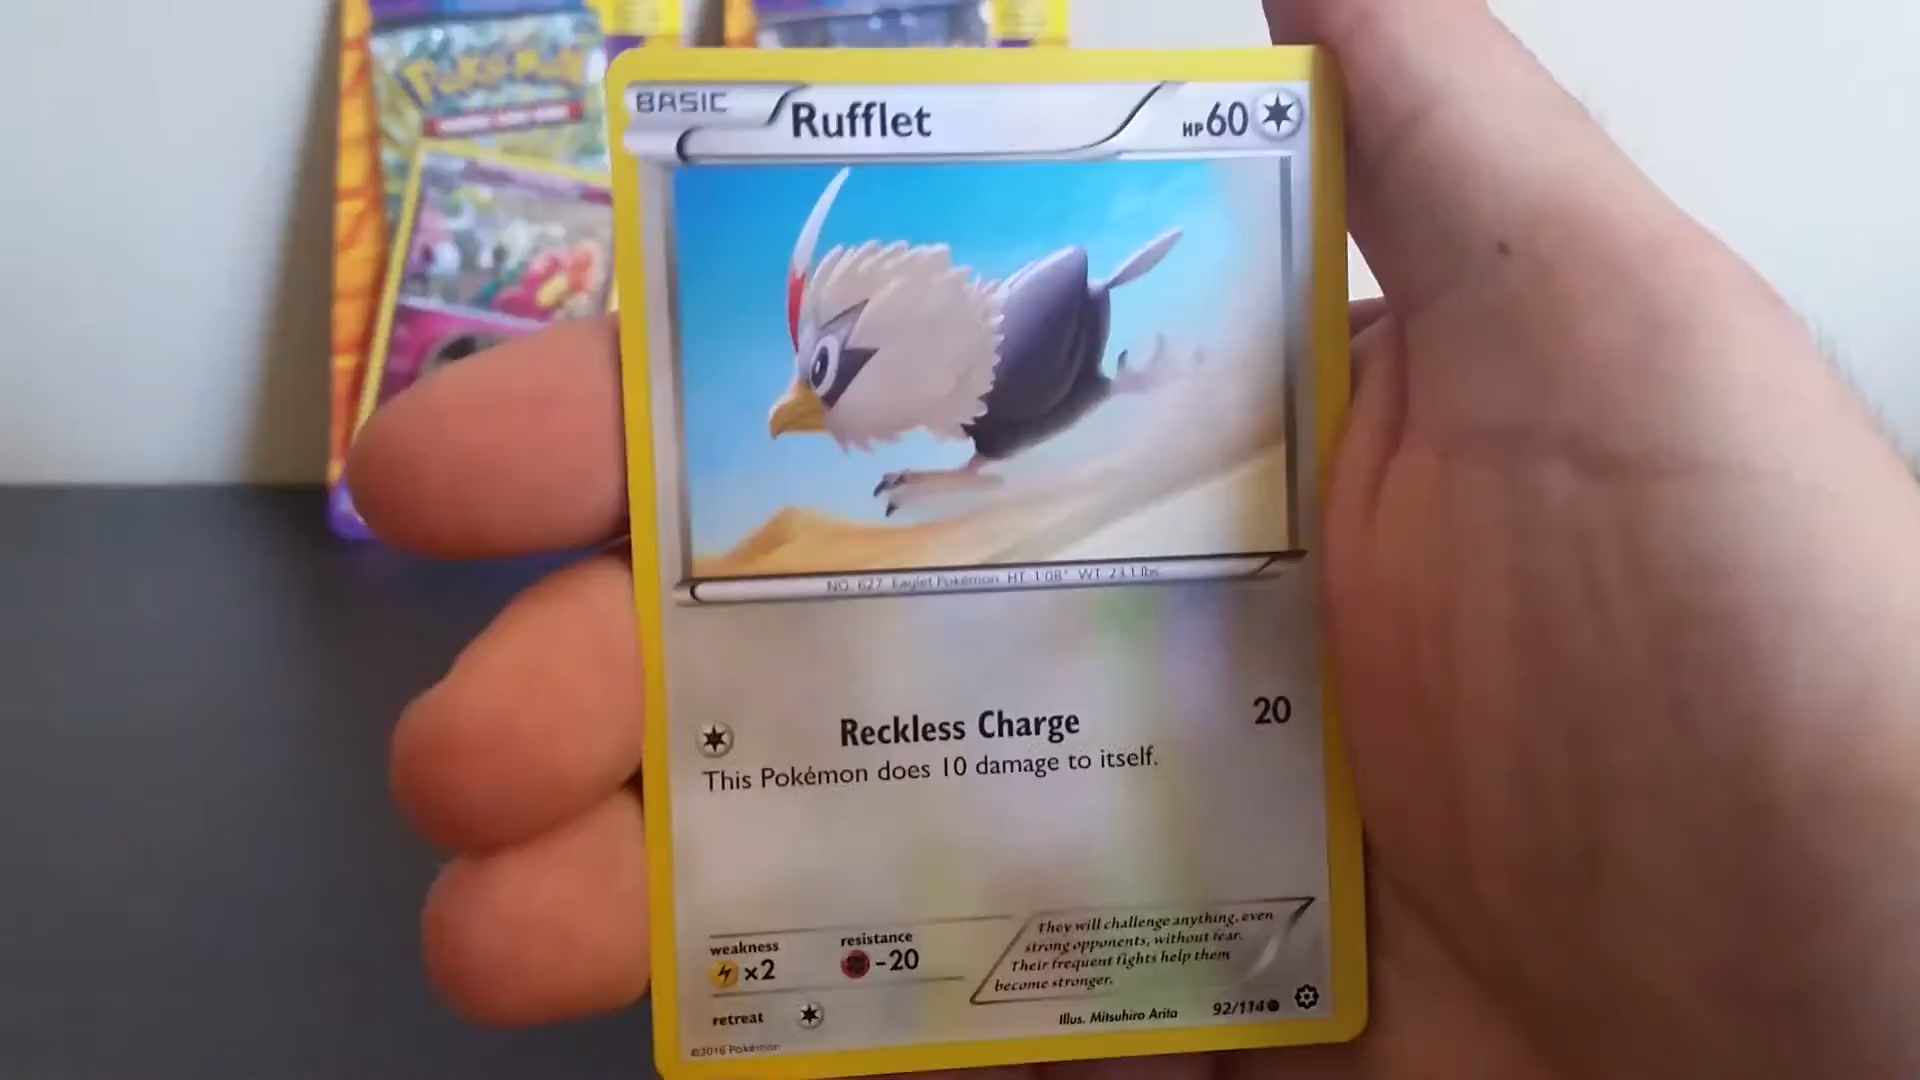 Pokémon
BASIC
Rufflet
HP60
NO. 627 Eaglet Pokémon HT. 1'08" WT. 23.1 lbs.
Reckless Charge
20
This Pokémon does 10 damage to itself.
weakness
×2
resistance
-20
They will challenge anything, even
strong opponents, without fear.
Their frequent fights help them
become stronger.
retreat
Illus. Mitsuhiro Arita
92/114
©2016 Pokémon